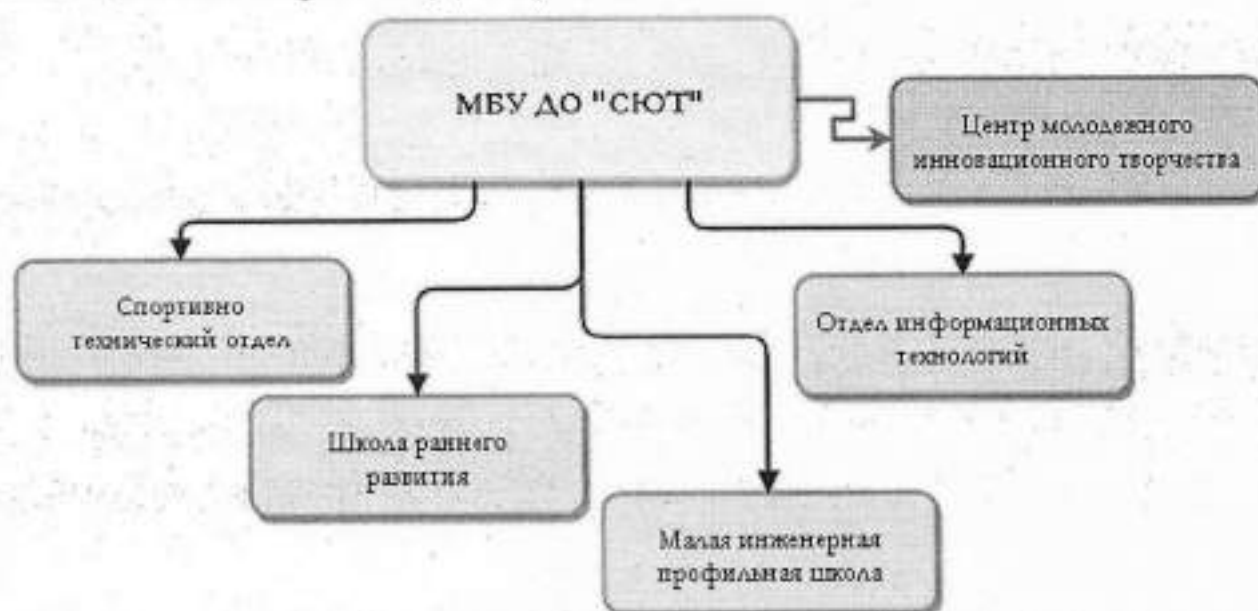 МБУ ДО "СЮТ"
Центр молодежного
инновационного творчества
Спортивно
технический отдел
Отдел информационных
технологий
Школа раннего
развития
Малая инженерная
профильная школа